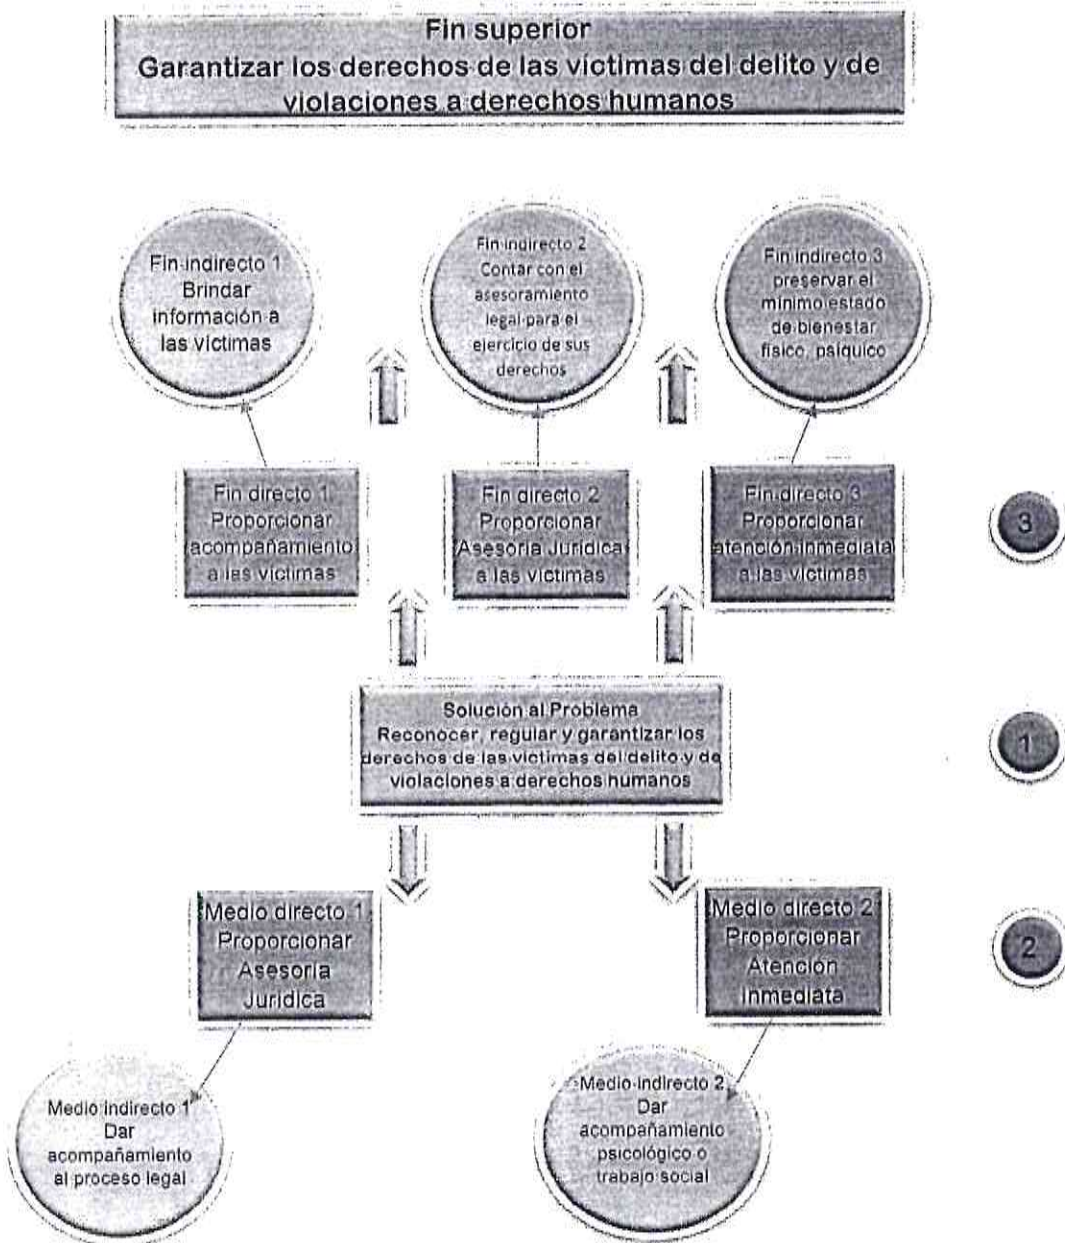 Fin superior
Garantizar los derechos de las víctimas del delito y de
violaciones a derechos humanos
Fin indirecto 1
Brindar
información a
las víctimas
Fin indirecto 2
Contar con el
asesoramiento
legal para el
ejercicio de sus
derechos
Fin indirecto 3
preservar el
mínimo estado
de bienestar
físico, psíquico
Fin directo 1
Proporcionar
acompañamiento
a las víctimas
Fin directo 2
Proporcionar
Asesoría Jurídica
a las víctimas
Fin directo 3
Proporcionar
atención inmediata
a las víctimas
3
Solución al Problema
Reconocer, regular y garantizar los
derechos de las víctimas del delito y de
violaciones a derechos humanos
1
Medio directo 1
Proporcionar
Asesoría
Jurídica
Medio directo 2
Proporcionar
Atención
Inmediata
2
Medio indirecto 1
Dar
acompañamiento
al proceso legal
Medio indirecto 2
Dar
acompañamiento
psicológico o
trabajo social